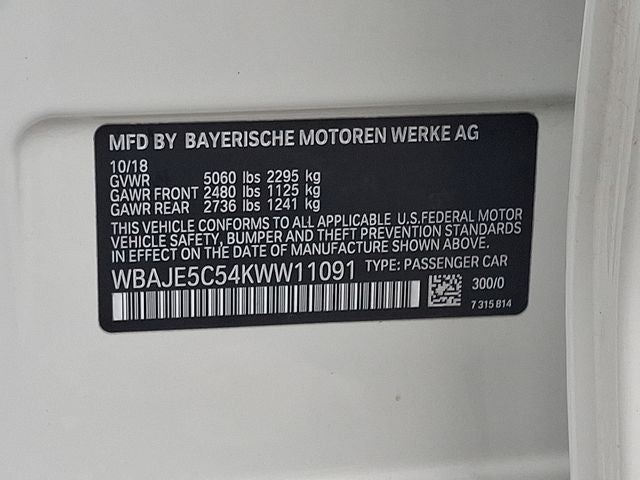 MFD BY BAYERISCHE MOTOREN WERKE AG
10/18
GVWR 5060 lbs 2295 kg
GAWR FRONT 2480 lbs 1125 kg
GAWR REAR 2736 lbs 1241 kg
THIS VEHICLE CONFORMS TO ALL APPLICABLE U.S.FEDERAL MOTOR
VEHICLE SAFETY, BUMPER,AND THEFT PREVENTION STANDARDS
IN EFFECT ON THE DATE OF MANUFACTURE SHOWN ABOVE.
WBAJE5C54KWW11091 TYPE: PASSENGER CAR
300/0
7 315 814